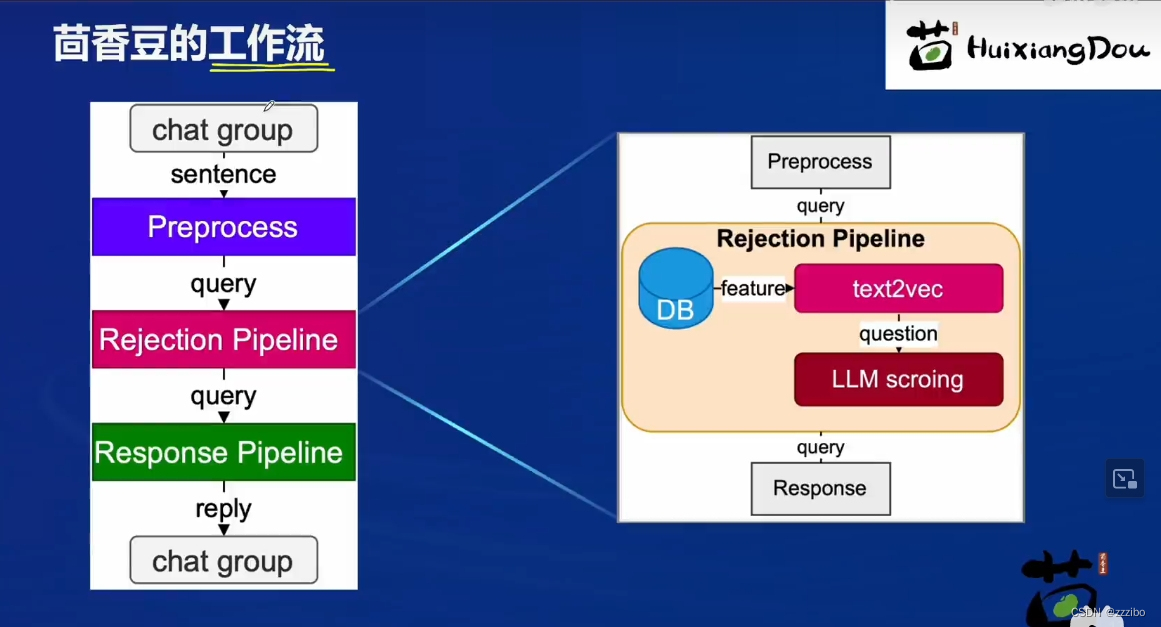 茴香豆的工作流
HuixiangDou
chat group
sentence
Preprocess
query
Rejection Pipeline
query
Response Pipeline
reply
chat group
Preprocess
query
Rejection Pipeline
DB
feature
text2vec
question
LLM scroing
query
Response
CSDN @zzzibo